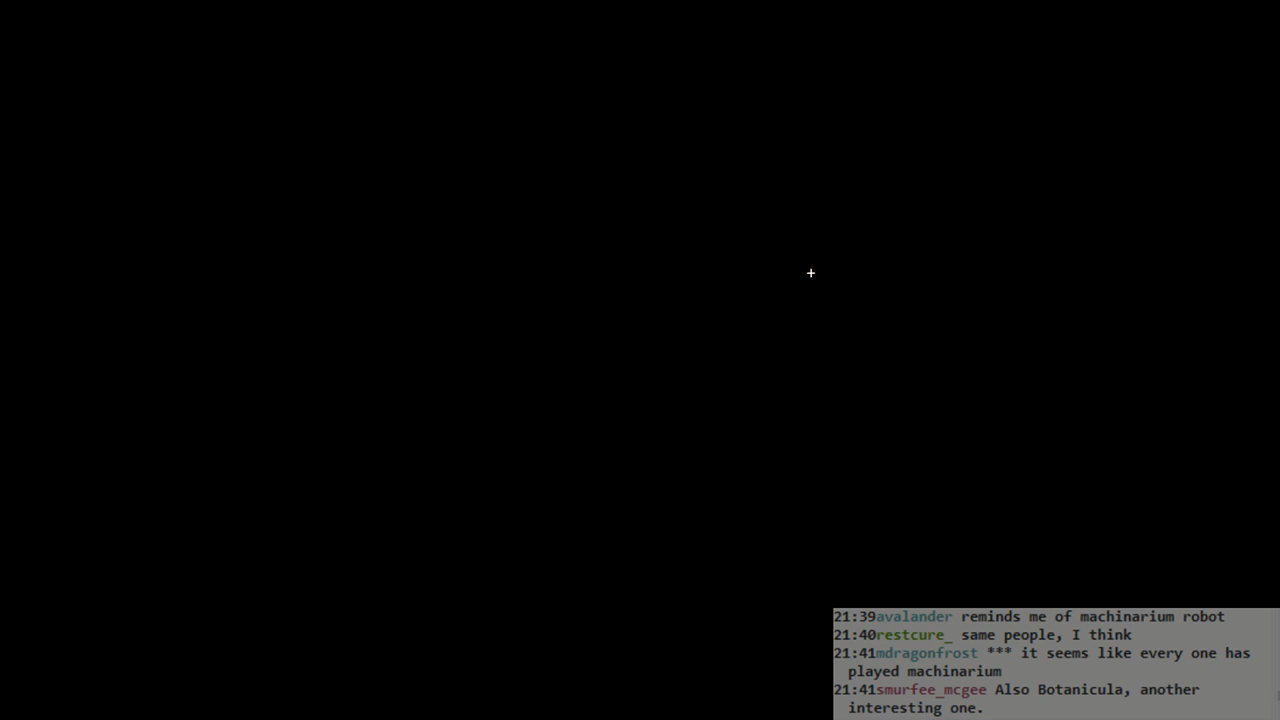 21:39avalander reminds me of machinarium robot
21:40restcure_ same people, I think
21:41mdragonfrost *** it seems like every one has
played machinarium
21:41smurfee_mcgee Also Botanicula, another
interesting one.